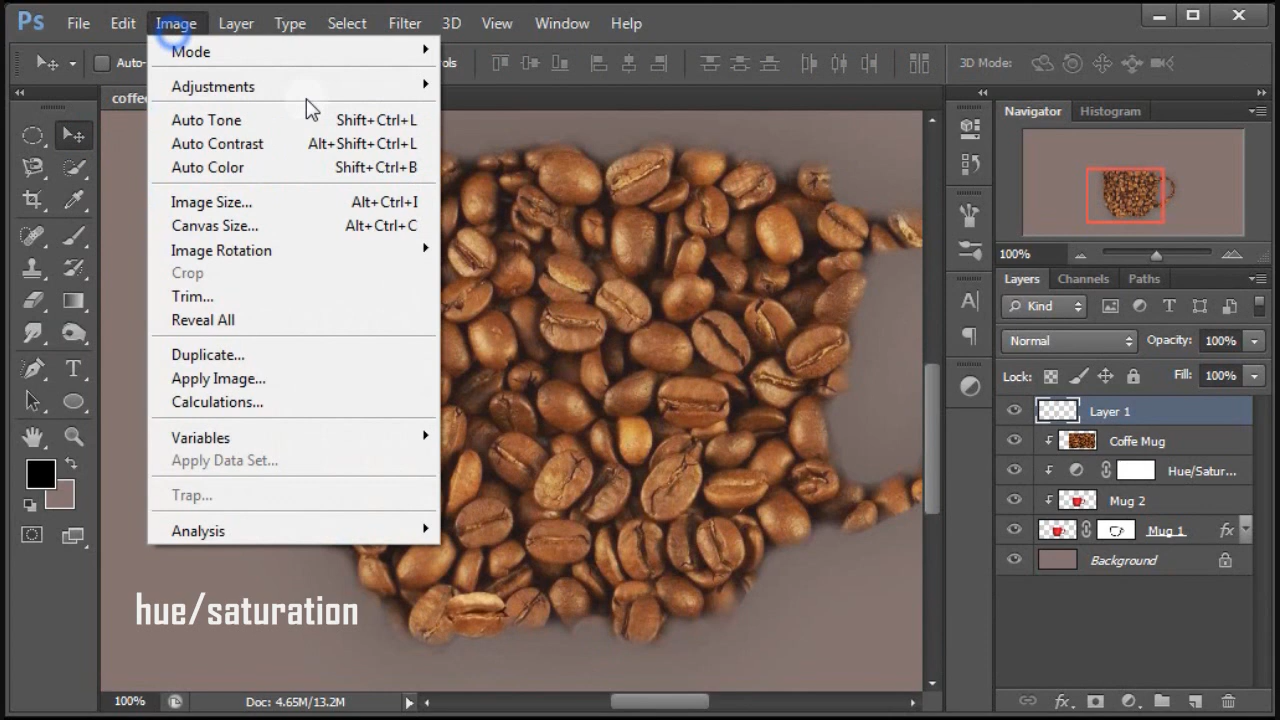 Ps File Edit Image Layer Type Select Filter 3D View Window Help
Auto- ols 3D Mode:
coffe
Mode
Adjustments
Auto Tone Shift+Ctrl+L
Auto Contrast Alt+Shift+Ctrl+L
Auto Color Shift+Ctrl+B
Image Size... Alt+Ctrl+I
Canvas Size... Alt+Ctrl+C
Image Rotation
Crop
Trim...
Reveal All
Duplicate...
Apply Image...
Calculations...
Variables
Apply Data Set...
Trap...
Analysis
hue/saturation
Navigator Histogram
100%
Layers Channels Paths
Kind
Normal Opacity: 100%
Lock: Fill: 100%
Layer 1
Coffe Mug
Hue/Satur...
Mug 2
Mug 1 fx
Background
100% Doc: 4.65M/13.2M
fx